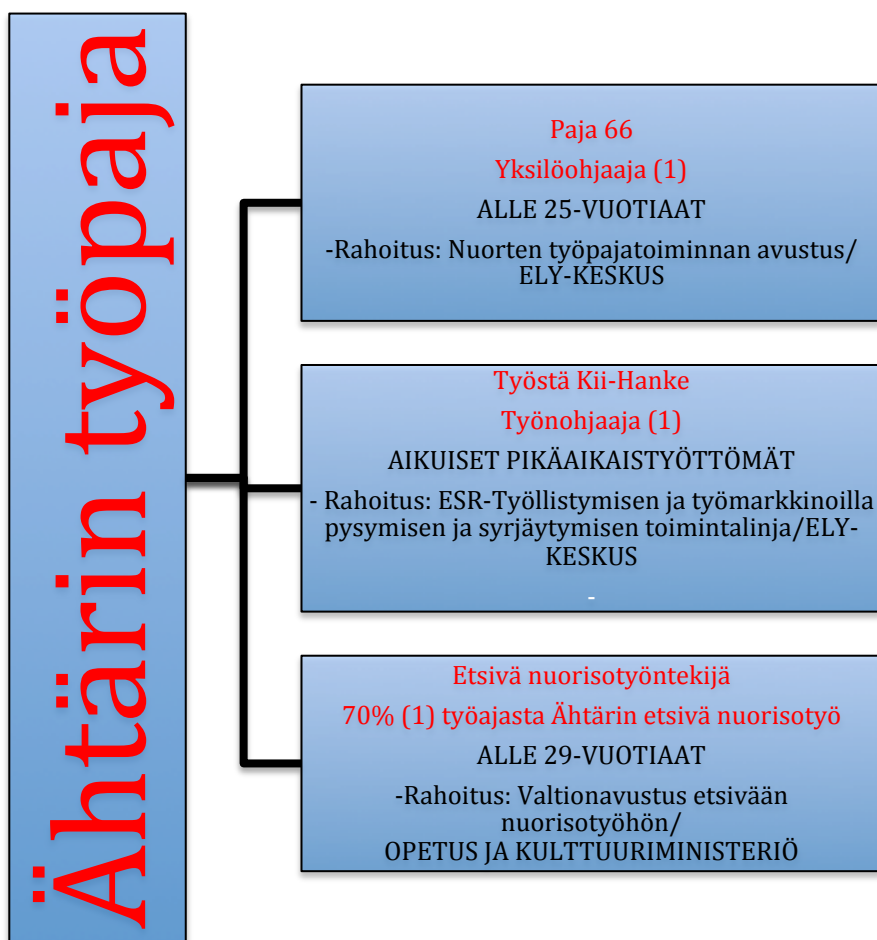 Ähtärin työpaja
Paja 66
Yksilöohjaaja (1)
ALLE 25-VUOTIAAT
-Rahoitus: Nuorten työpajatoiminnan avustus/
ELY-KESKUS
Työstä Kii-Hanke
Työnohjaaja (1)
AIKUISET PIKÄAIKAISTYÖTTÖMÄT
- Rahoitus: ESR-Työllistymisen ja työmarkkinoilla
pysymisen ja syrjäytymisen toimintalinja/ELY-
KESKUS
-
Etsivä nuorisotyöntekijä
70% (1) työajasta Ähtärin etsivä nuorisotyö
ALLE 29-VUOTIAAT
-Rahoitus: Valtionavustus etsivään
nuorisotyöhön/
OPETUS JA KULTTUURIMINISTERIÖ